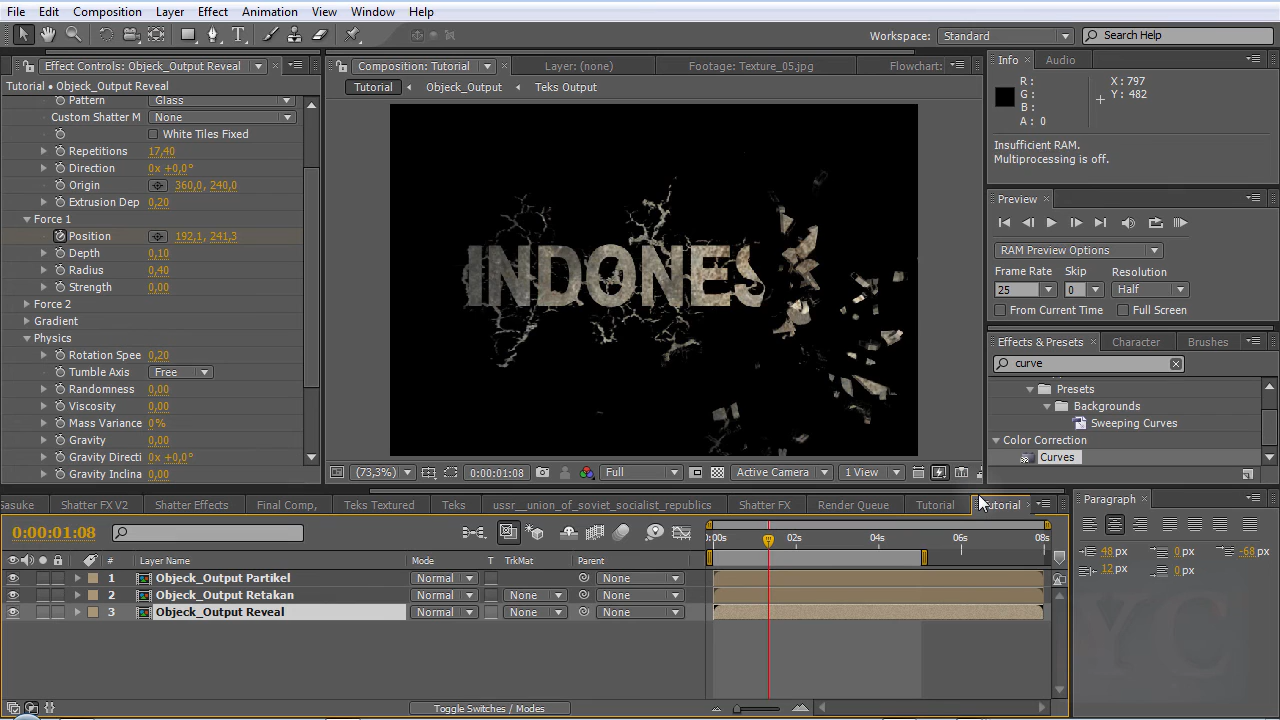 File Edit Composition Layer Effect Animation View Window Help
Workspace: Standard Search Help
Effect Controls: Objeck_Output Reveal
Composition: Tutorial Layer: (none) Footage: Texture_05.jpg Flowchart:
Info Audio
Tutorial • Objeck_Output Reveal
Tutorial Objeck_Output Teks Output
R : X : 797
G : Y : 482
B :
A : 0
Insufficient RAM.
Multiprocessing is off.
Pattern Glass
Custom Shatter M None
White Tiles Fixed
Repetitions 17,40
Direction 0x +0,0°
Origin 360,0, 240,0
Extrusion Dep 0,20
Force 1
Position 192,1, 241,3
Depth 0,10
Radius 0,40
Strength 0,00
Force 2
Gradient
Physics
Rotation Spee 0,20
Tumble Axis Free
Randomness 0,00
Viscosity 0,00
Mass Variance 0%
Gravity 0,00
Gravity Directi 0x +0,0°
Gravity Inclina 0,00
INDONES
Preview
RAM Preview Options
Frame Rate Skip Resolution
25 0 Half
From Current Time Full Screen
Effects & Presets Character Brushes
curve
Presets
Backgrounds
Sweeping Curves
Color Correction
Curves
(73,3%) 0:00:01:08 Full Active Camera 1 View
Sasuke Shatter FX V2 Shatter Effects Final Comp, Teks Textured Teks ussr__union_of_soviet_socialist_republics Shatter FX Render Queue Tutorial Tutorial
Paragraph
0:00:01:08
0:00s 02s 04s 06s 08s
# Layer Name Mode T TrkMat Parent
1 Objeck_Output Partikel Normal None
2 Objeck_Output Retakan Normal None None
3 Objeck_Output Reveal Normal None None
48 px 0 px -68 px
12 px 0 px
YC
Toggle Switches / Modes